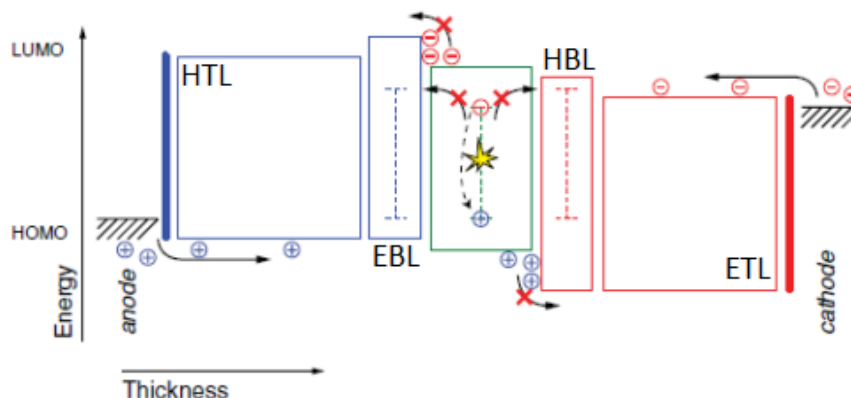 LUMO
HTL
HBL
HOMO
EBL
ETL
Energy
anode
cathode
Thickness